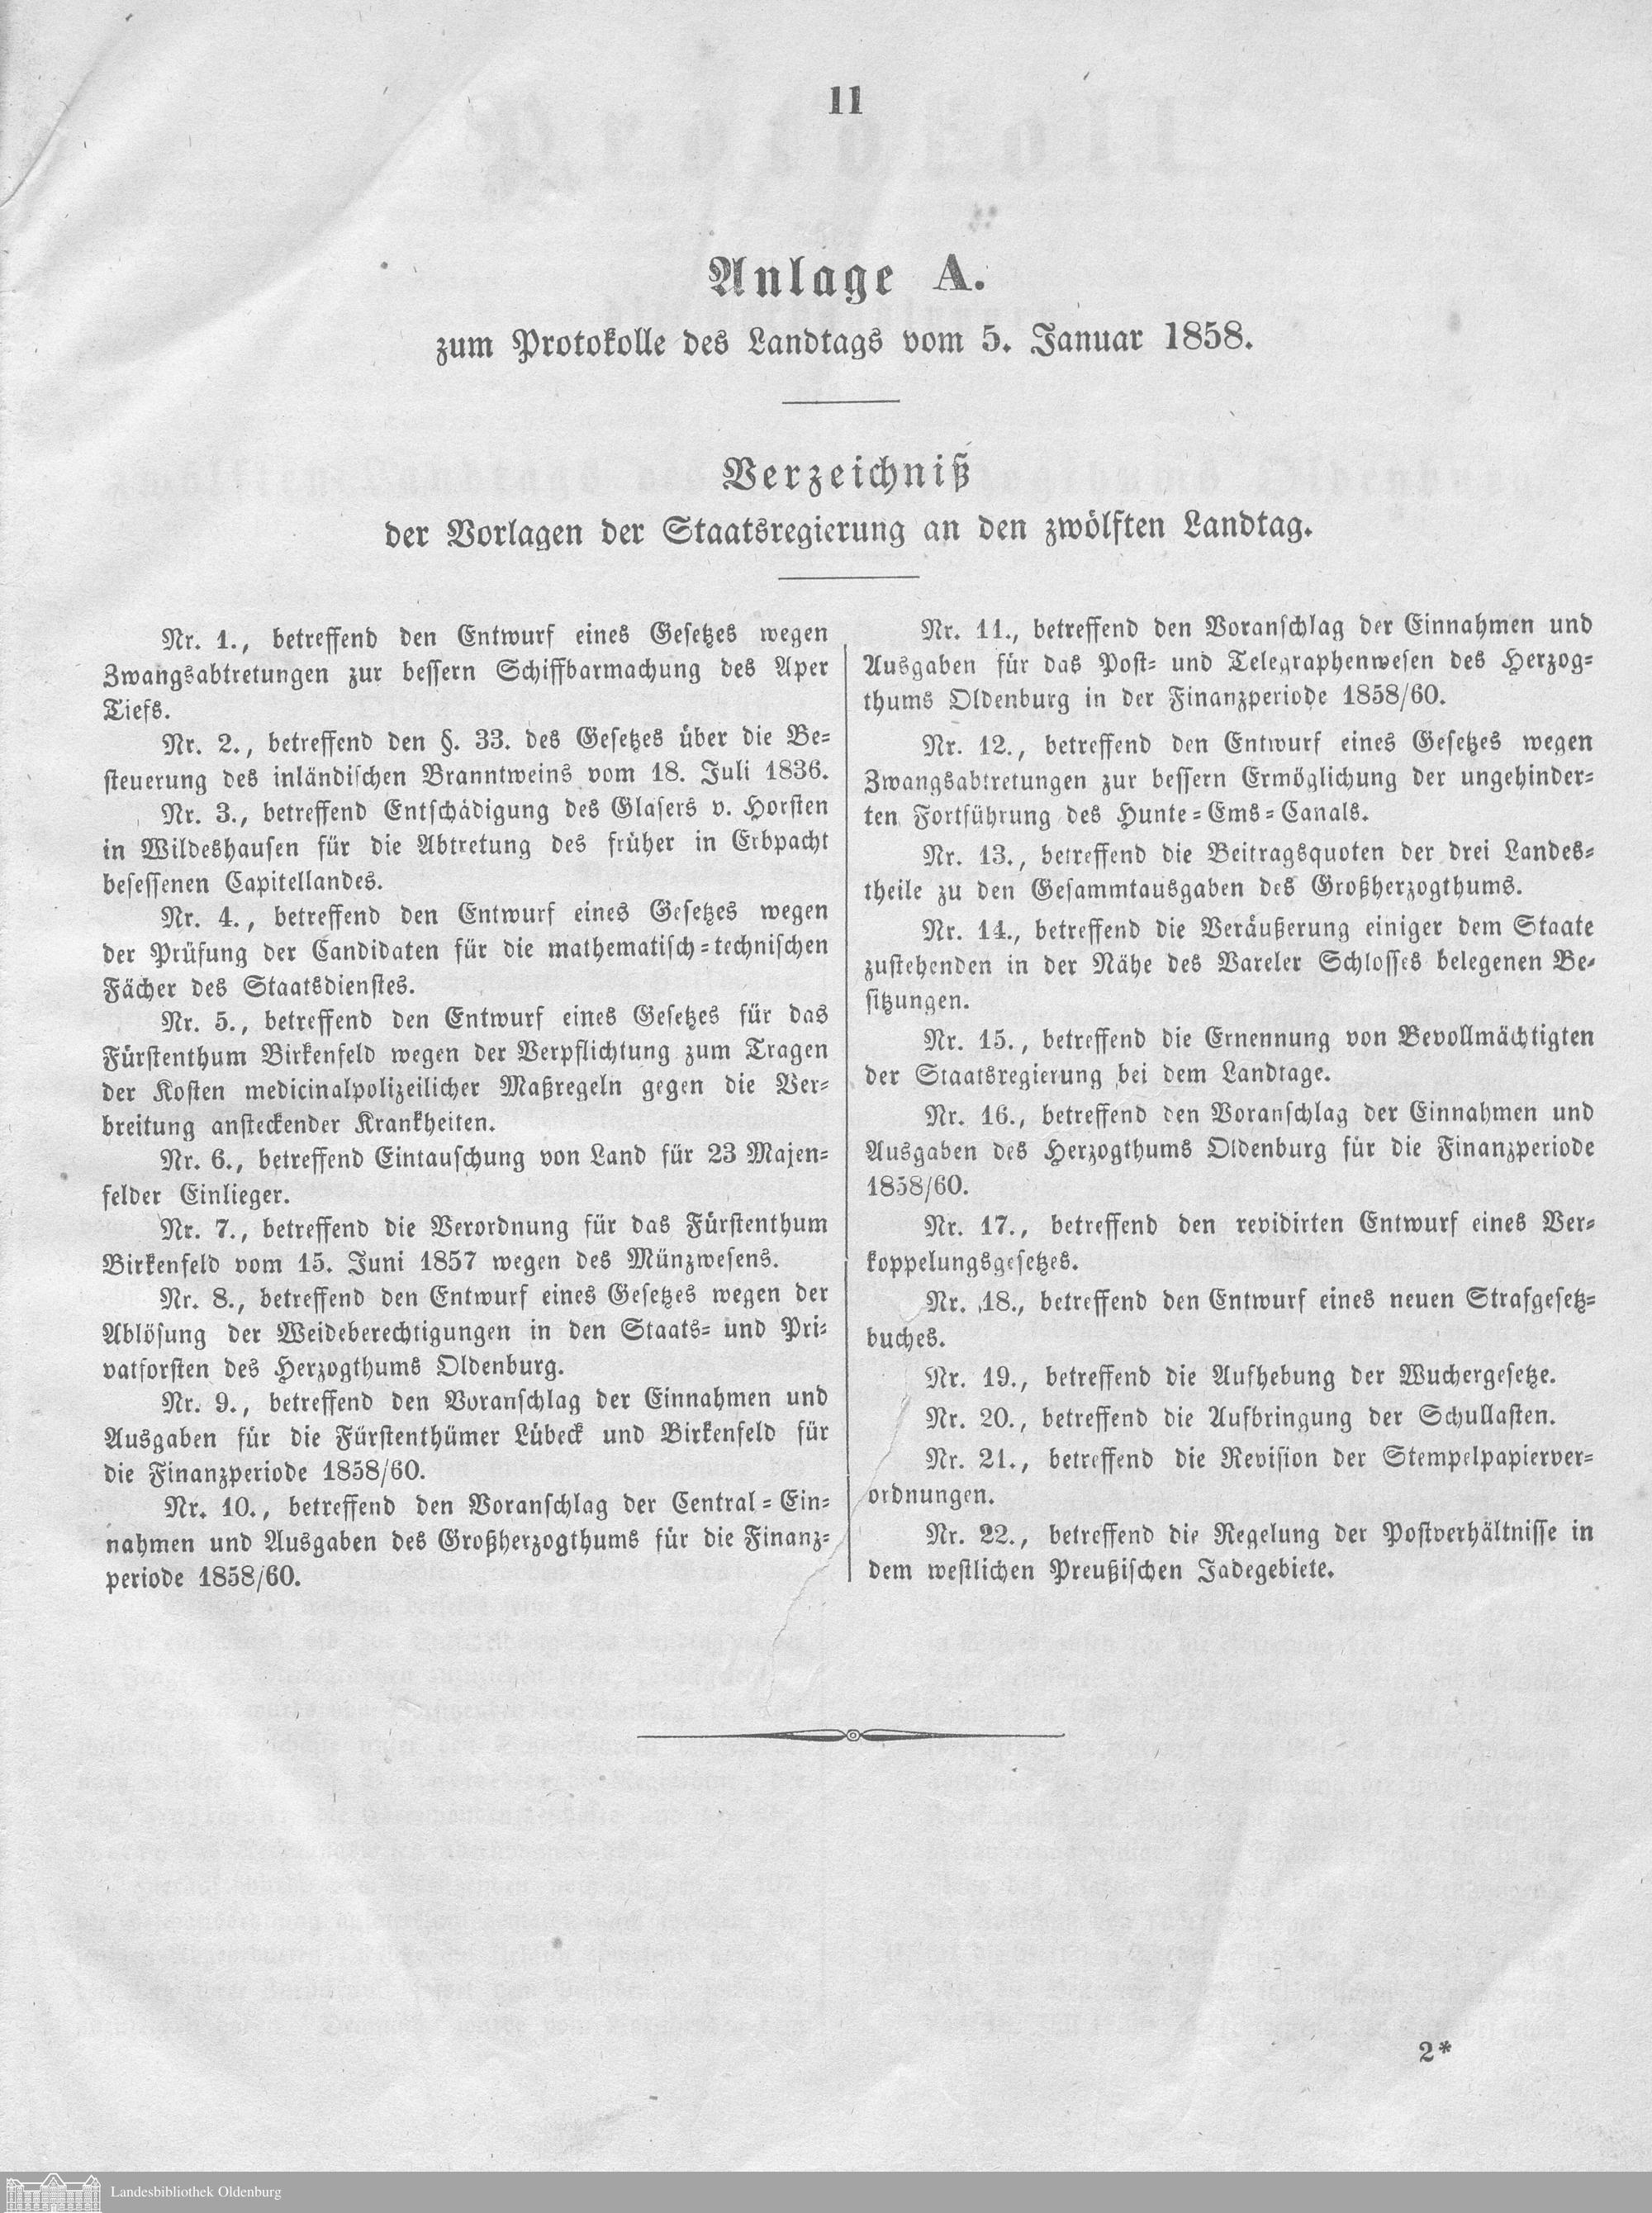 11
Anlage A.
zum Protokolle des Landtags vom 5. Januar 1858.
Verzeichniß
der Vorlagen der Staatsregierung an den zwölften Landtag.
Nr. 1., betreffend den Entwurf eines Gesetzes wegen
Zwangsabtretungen zur bessern Schiffbarmachung des Aper
Tiefs.
Nr. 2., betreffend den §. 33. des Gesetzes über die Be-
steuerung des inländischen Branntweins vom 18. Juli 1836.
Nr. 3., betreffend Entschädigung des Glasers v. Horsten
in Wildeshausen für die Abtretung des früher in Erbpacht
besessenen Capitellandes.
Nr. 4., betreffend den Entwurf eines Gesetzes wegen
der Prüfung der Candidaten für die mathematisch-technischen
Fächer des Staatsdienstes.
Nr. 5., betreffend den Entwurf eines Gesetzes für das
Fürstenthum Birkenfeld wegen der Verpflichtung zum Tragen
der Kosten medicinalpolizeilicher Maßregeln gegen die Ver-
breitung ansteckender Krankheiten.
Nr. 6., betreffend Eintauschung von Land für 23 Majen-
felder Einlieger.
Nr. 7., betreffend die Verordnung für das Fürstenthum
Birkenfeld vom 15. Juni 1857 wegen des Münzwesens.
Nr. 8., betreffend den Entwurf eines Gesetzes wegen der
Ablösung der Weideberechtigungen in den Staats- und Pri-
vatforsten des Herzogthums Oldenburg.
Nr. 9., betreffend den Voranschlag der Einnahmen und
Ausgaben für die Fürstenthümer Lübeck und Birkenfeld für
die Finanzperiode 1858/60.
Nr. 10., betreffend den Voranschlag der Central-Ein-
nahmen und Ausgaben des Großherzogthums für die Finanz-
periode 1858/60.
Nr. 11., betreffend den Voranschlag der Einnahmen und
Ausgaben für das Post- und Telegraphenwesen des Herzog-
thums Oldenburg in der Finanzperiode 1858/60.
Nr. 12., betreffend den Entwurf eines Gesetzes wegen
Zwangsabtretungen zur bessern Ermöglichung der ungehinder-
ten Fortführung des Hunte-Ems-Canals.
Nr. 13., betreffend die Beitragsquoten der drei Landes-
theile zu den Gesammtausgaben des Großherzogthums.
Nr. 14., betreffend die Veräußerung einiger dem Staate
zustehenden in der Nähe des Vareler Schlosses belegenen Be-
sitzungen.
Nr. 15., betreffend die Ernennung von Bevollmächtigten
der Staatsregierung bei dem Landtage.
Nr. 16., betreffend den Voranschlag der Einnahmen und
Ausgaben des Herzogthums Oldenburg für die Finanzperiode
1858/60.
Nr. 17., betreffend den revidirten Entwurf eines Ver-
koppelungsgesetzes.
Nr. 18., betreffend den Entwurf eines neuen Strafgesetz-
buches.
Nr. 19., betreffend die Aufhebung der Wuchergesetze.
Nr. 20., betreffend die Aufbringung der Schullasten.
Nr. 21., betreffend die Revision der Stempelpapierver-
ordnungen.
Nr. 22., betreffend die Regelung der Postverhältnisse in
dem westlichen Preußischen Jadegebiete.
2*
Landesbibliothek Oldenburg